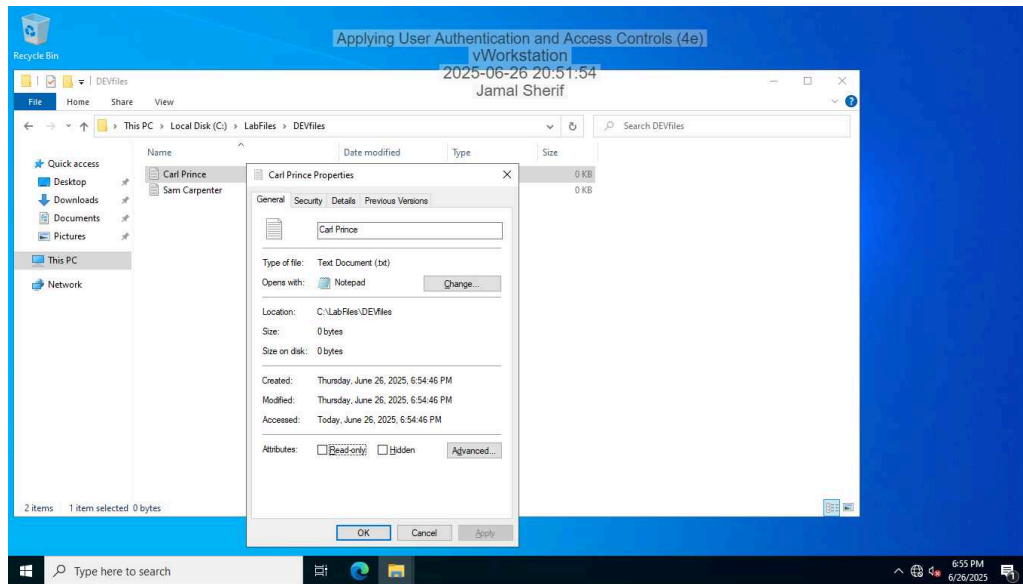 Recycle Bin
Applying User Authentication and Access Controls (4e)
vWorkstation
2025-06-26 20:51:54
Jamal Sherif
DEVfiles
File Home Share View
This PC > Local Disk (C:) > LabFiles > DEVfiles
Search DEVfiles
Name Date modified Type Size
Quick access
Desktop
Downloads
Documents
Pictures
This PC
Network
Carl Prince 0 KB
Sam Carpenter 0 KB
Carl Prince Properties
General Security Details Previous Versions
Carl Prince
Type of file: Text Document (.txt)
Opens with: Notepad Change...
Location: C:\LabFiles\DEVfiles
Size: 0 bytes
Size on disk: 0 bytes
Created: Thursday, June 26, 2025, 6:54:46 PM
Modified: Thursday, June 26, 2025, 6:54:46 PM
Accessed: Today, June 26, 2025, 6:54:46 PM
Attributes: Read-only Hidden Advanced...
OK Cancel Apply
2 items 1 item selected 0 bytes
Type here to search
6:55 PM
6/26/2025
1